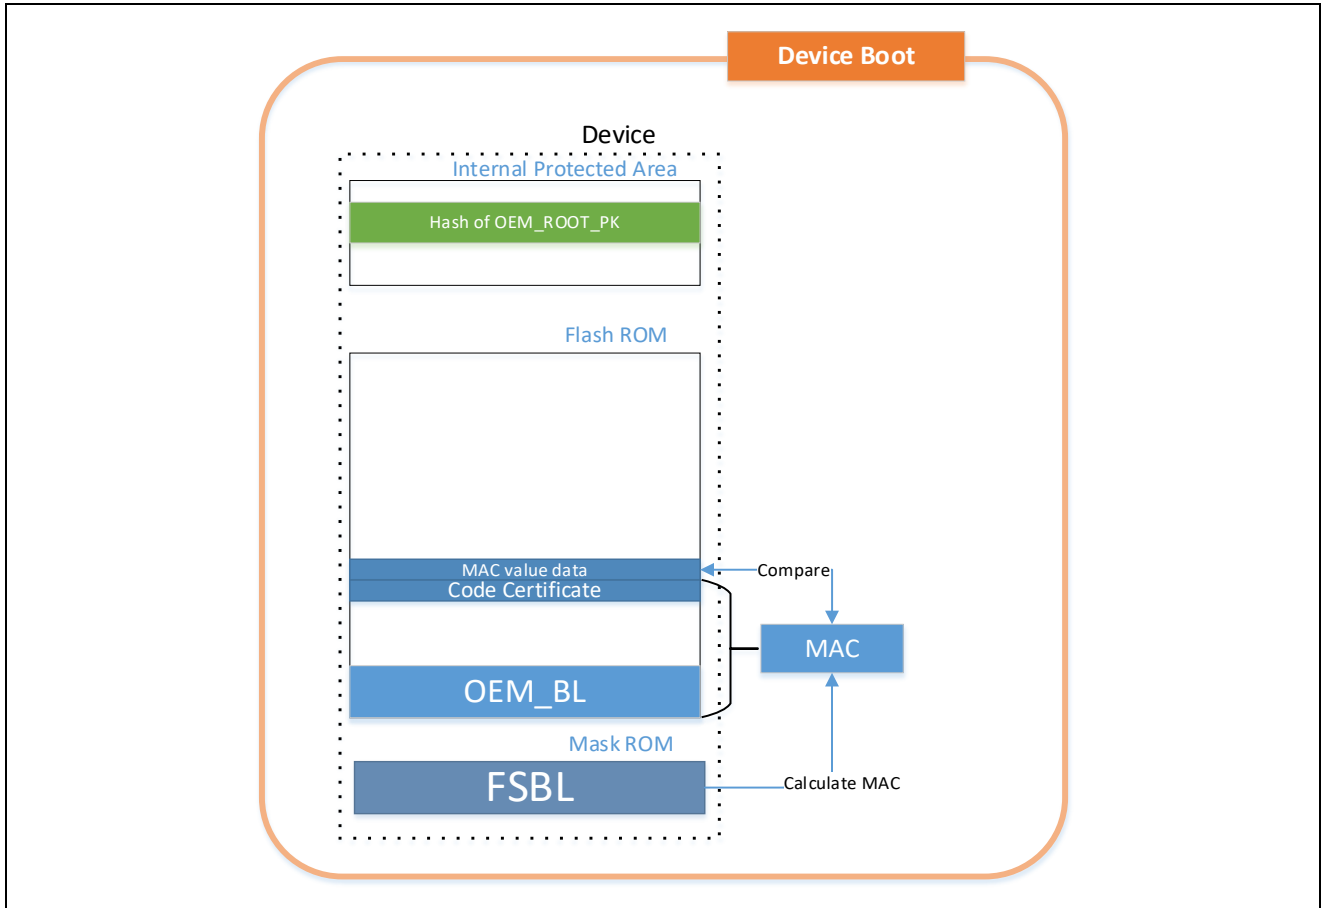 Device Boot
Device
Internal Protected Area
Hash of OEM_ROOT_PK
Flash ROM
MAC value data
Compare
Code Certificate
MAC
OEM_BL
Mask ROM
FSBL
Calculate MAC